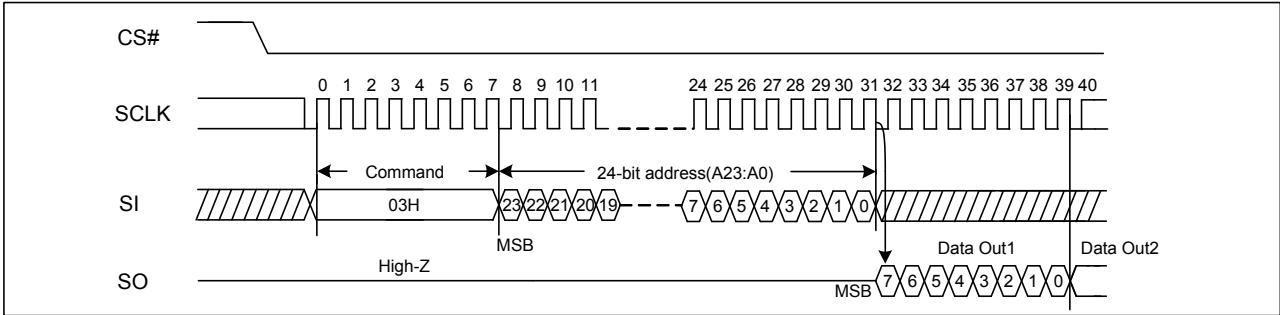 CS#
0 1 2 3 4 5 6 7 8 9 10 11 24 25 26 27 28 29 30 31 32 33 34 35 36 37 38 39 40
SCLK
Command 24-bit address(A23:A0)
SI 03H 23 22 21 20 19 7 6 5 4 3 2 1 0
MSB Data Out1 Data Out2
High-Z
SO MSB 7 6 5 4 3 2 1 0